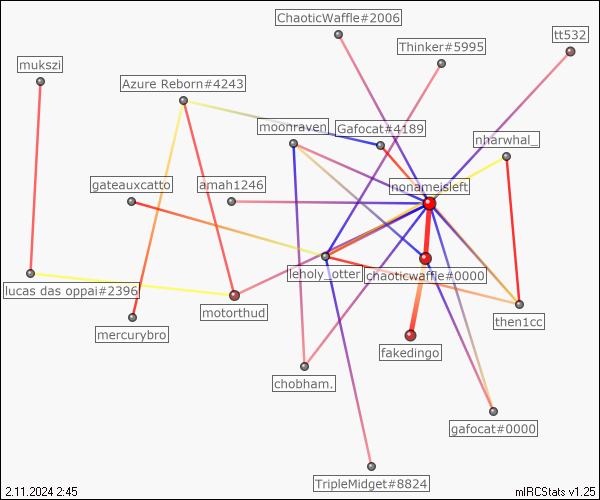 ChaoticWaffle#2006
tt532
Thinker#5995
mukszi
Azure Reborn#4243
moonraven
Gafocat#4189
nharwhal_
gateauxcatto
amah1246
nonameisleft
leholy_otter
chaoticwaffle#0000
lucas das oppai#2396
motorthud
then1cc
mercurybro
fakedingo
chobham.
gafocat#0000
TripleMidget#8824
2.11.2024 2:45
mIRCStats v1.25